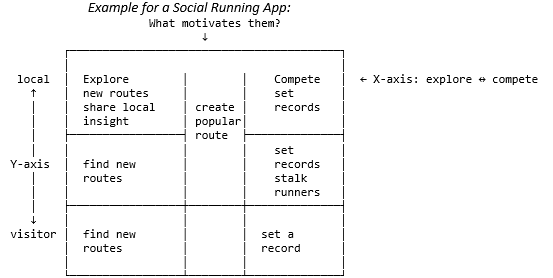 Example for a Social Running App:
What motivates them?
↓
local Explore Compete ← X-axis: explore ↔ compete
↑ new routes set
share local create records
insight popular
route
set
Y-axis find new records
routes stalk
runners
↓
visitor find new set a
routes record